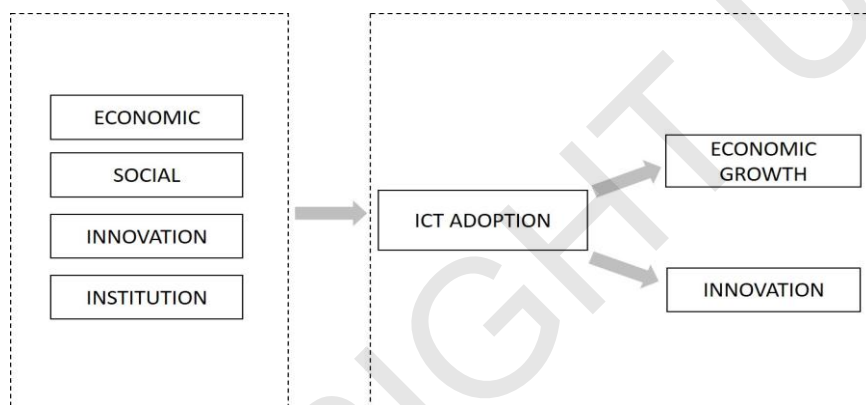 ECONOMIC
SOCIAL
INNOVATION
INSTITUTION
ICT ADOPTION
ECONOMIC
GROWTH
INNOVATION